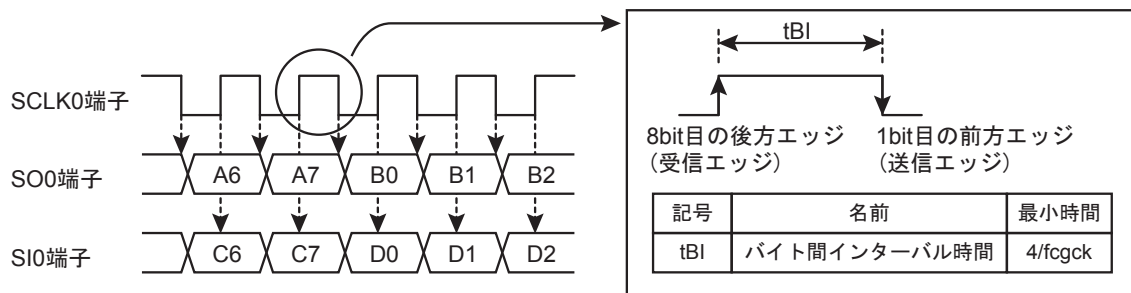 SCLK0端子
SO0端子
A6 A7 B0 B1 B2
SI0端子
C6 C7 D0 D1 D2
tBI
8bit目の後方エッジ
(受信エッジ)
1bit目の前方エッジ
(送信エッジ)
記号 名前 最小時間
tBI バイト間インターバル時間 4/fcgck